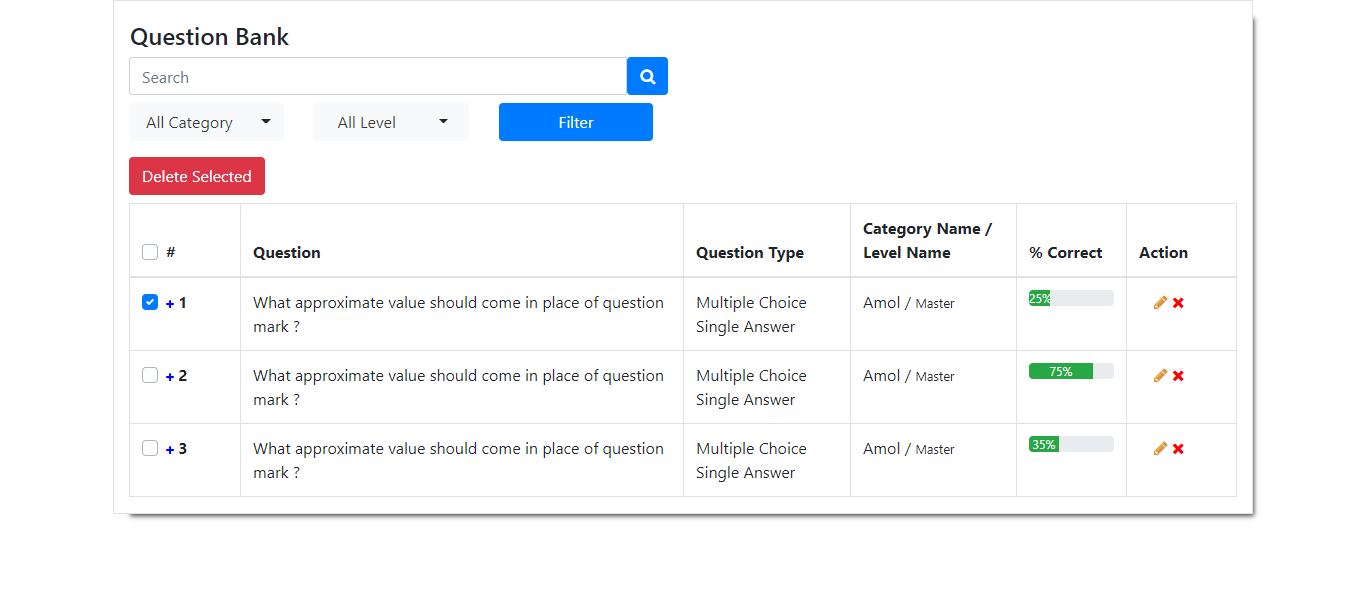 Question Bank
Search
All Category All Level Filter
Delete Selected
# Question Question Type Category Name / Level Name % Correct Action
+ 1 What approximate value should come in place of question mark ? Multiple Choice Single Answer Amol / Master 25%
+ 2 What approximate value should come in place of question mark ? Multiple Choice Single Answer Amol / Master 75%
+ 3 What approximate value should come in place of question mark ? Multiple Choice Single Answer Amol / Master 35%